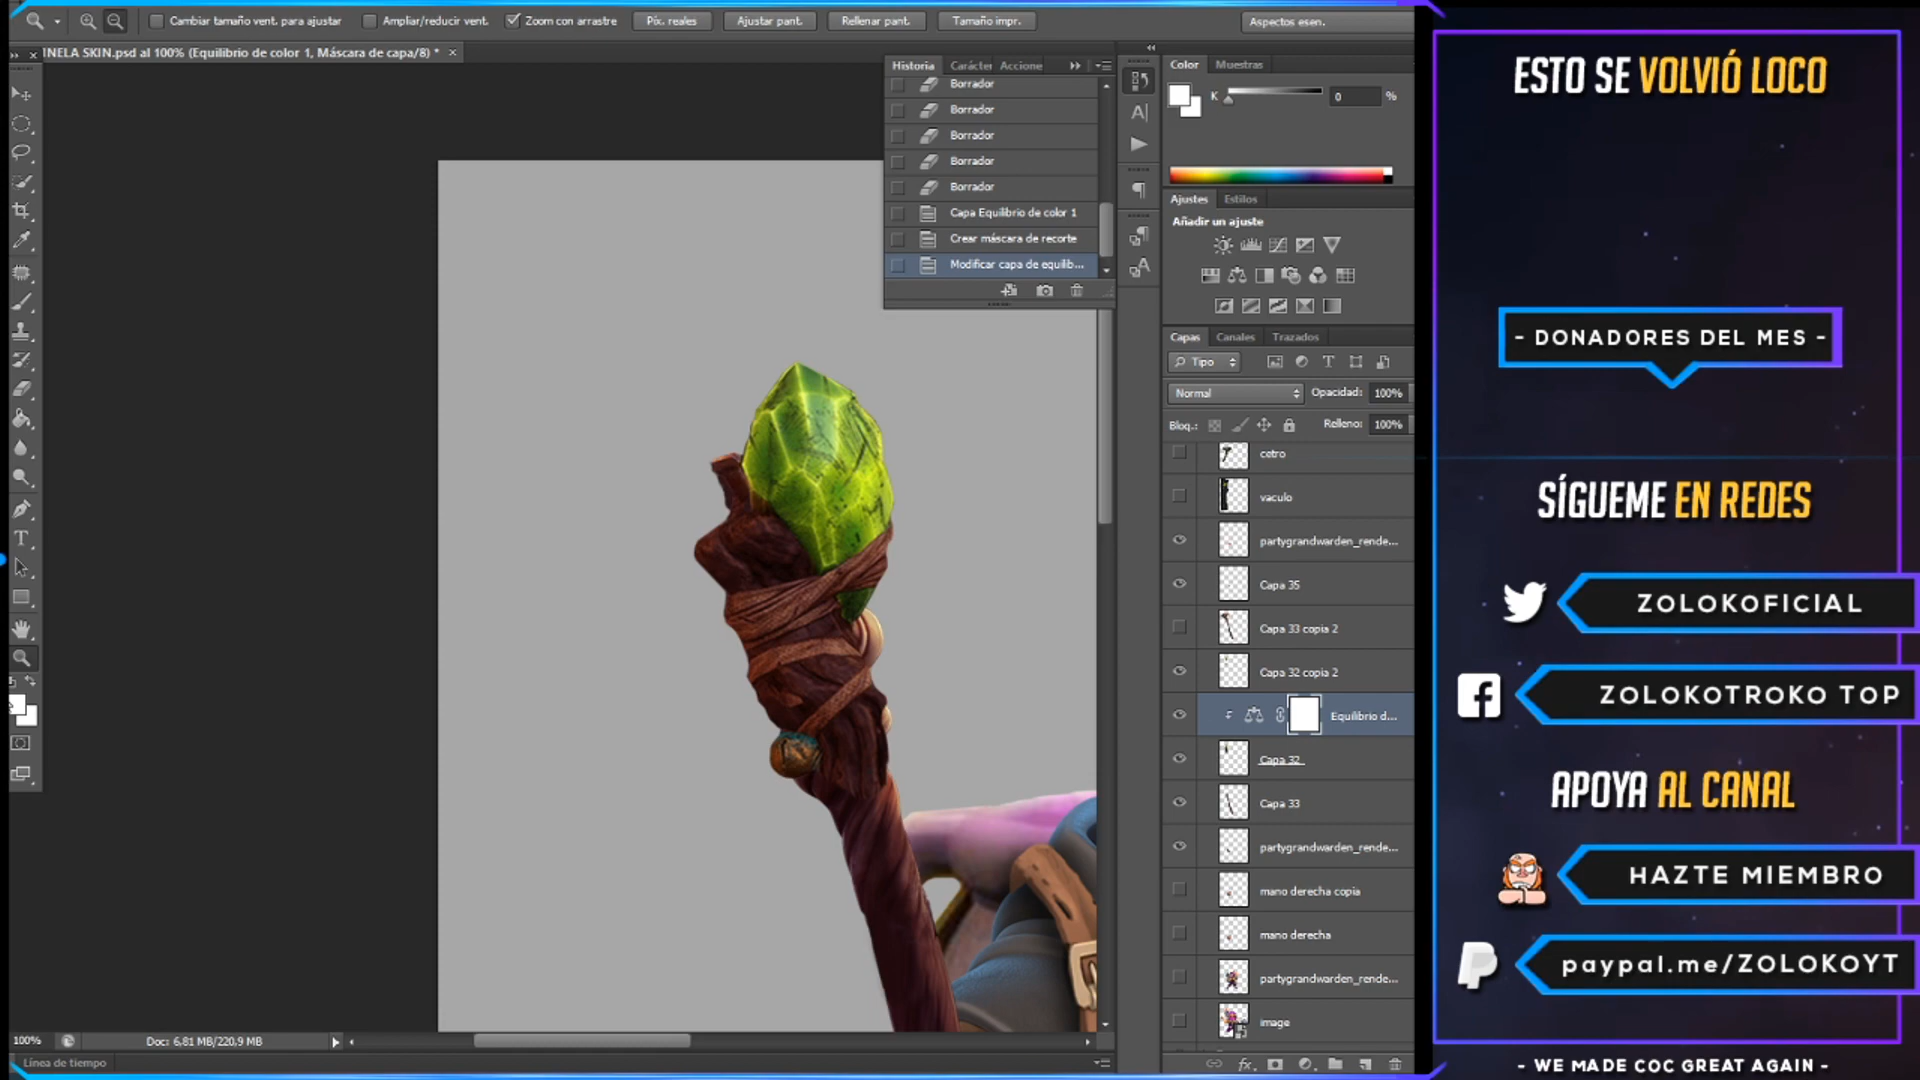 Cambiar tamaño vent. para ajustar
Ampliar/reducir vent.
Zoom con arrastre
Píx. reales
Ajustar pant.
Rellenar pant.
Tamaño impr.
Aspectos esen.
INELA SKIN.psd al 100% (Equilibrio de color 1, Máscara de capa/8) *
Historia
Carácter
Accione
Borrador
Borrador
Borrador
Borrador
Borrador
Capa Equilibrio de color 1
Crear máscara de recorte
Modificar capa de equilib...
Color
Muestras
K
0
%
Ajustes
Estilos
Añadir un ajuste
Capas
Canales
Trazados
Tipo
Normal
Opacidad: 100%
Bloq.:
Relleno: 100%
cetro
vaculo
partygrandwarden_rende...
Capa 35
Capa 33 copia 2
Capa 32 copia 2
Equilibrio d...
Capa 32
Capa 33
partygrandwarden_rende...
mano derecha copia
mano derecha
partygrandwarden_rende...
image
100%
Doc: 6,81 MB/220,9 MB
Línea de tiempo
ESTO SE VOLVIÓ LOCO
- DONADORES DEL MES -
SÍGUEME EN REDES
ZOLOKOFICIAL
ZOLOKOTROKO TOP
APOYA AL CANAL
HAZTE MIEMBRO
paypal.me/ZOLOKOYT
- WE MADE COC GREAT AGAIN -